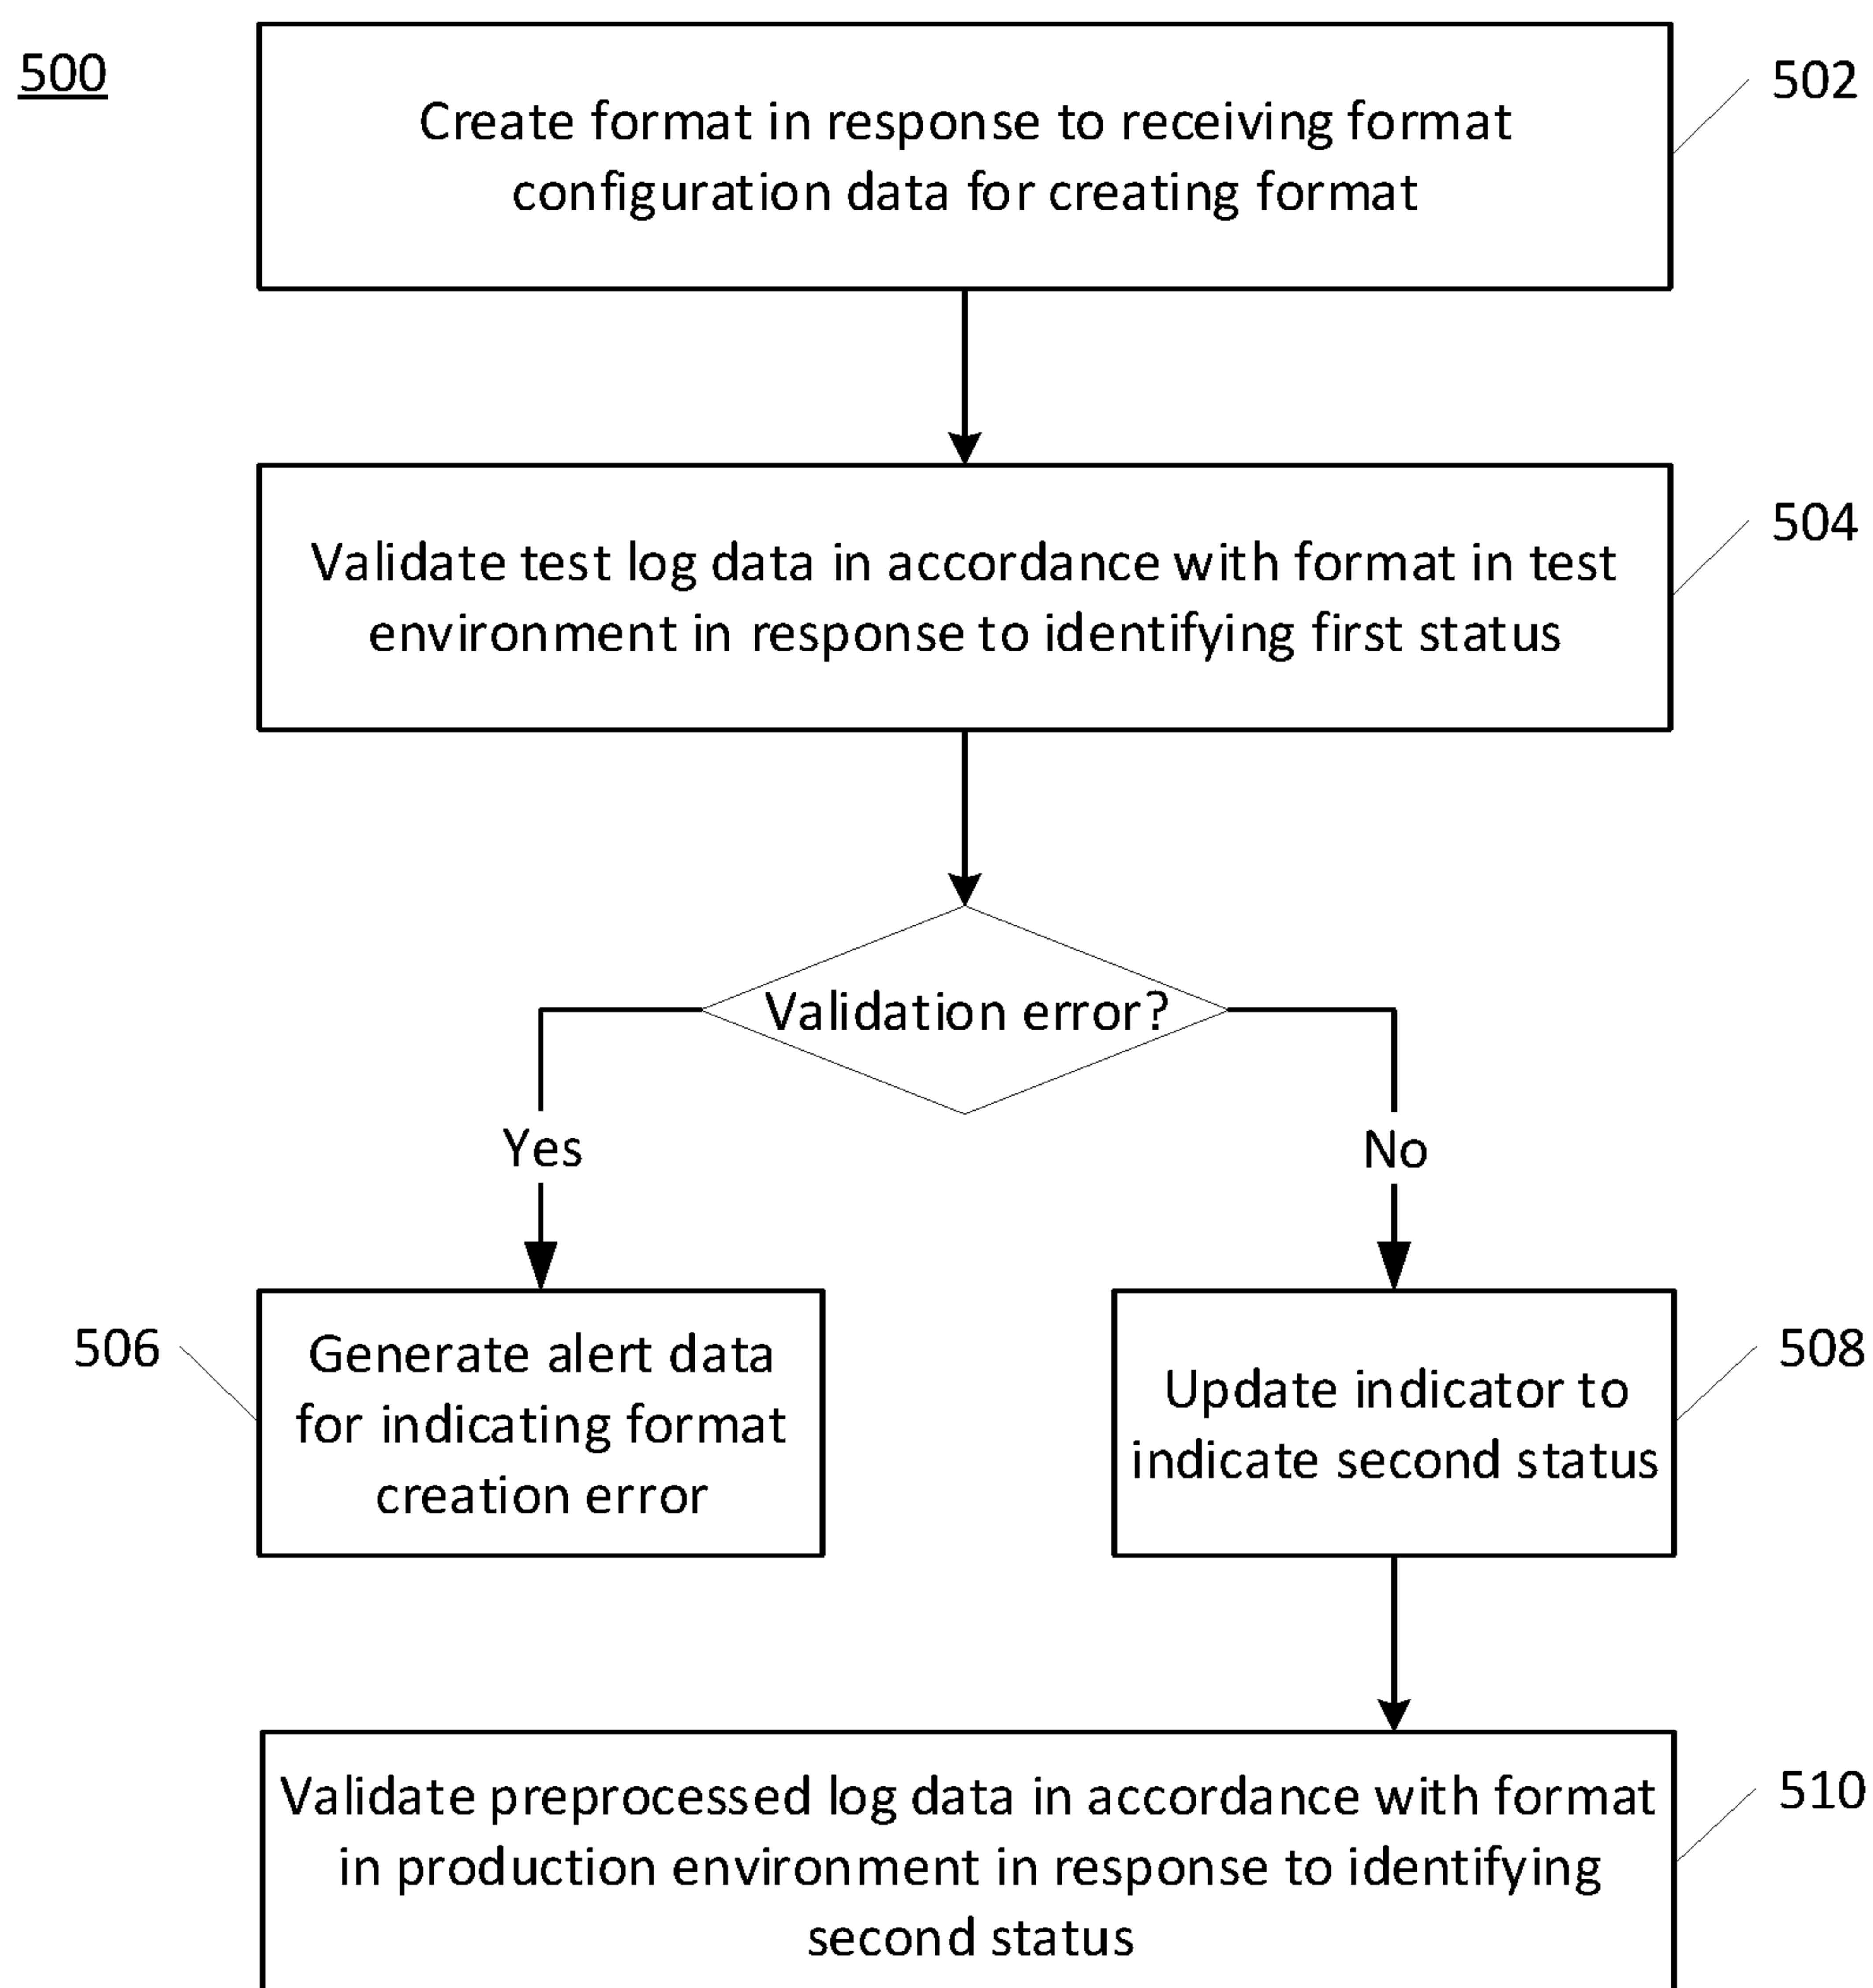 500
502
Create format in response to receiving format
configuration data for creating format
504
Validate test log data in accordance with format in test
environment in response to identifying first status
Validation error?
Yes
No
506
Generate alert data
for indicating format
creation error
508
Update indicator to
indicate second status
510
Validate preprocessed log data in accordance with format
in production environment in response to identifying
second status